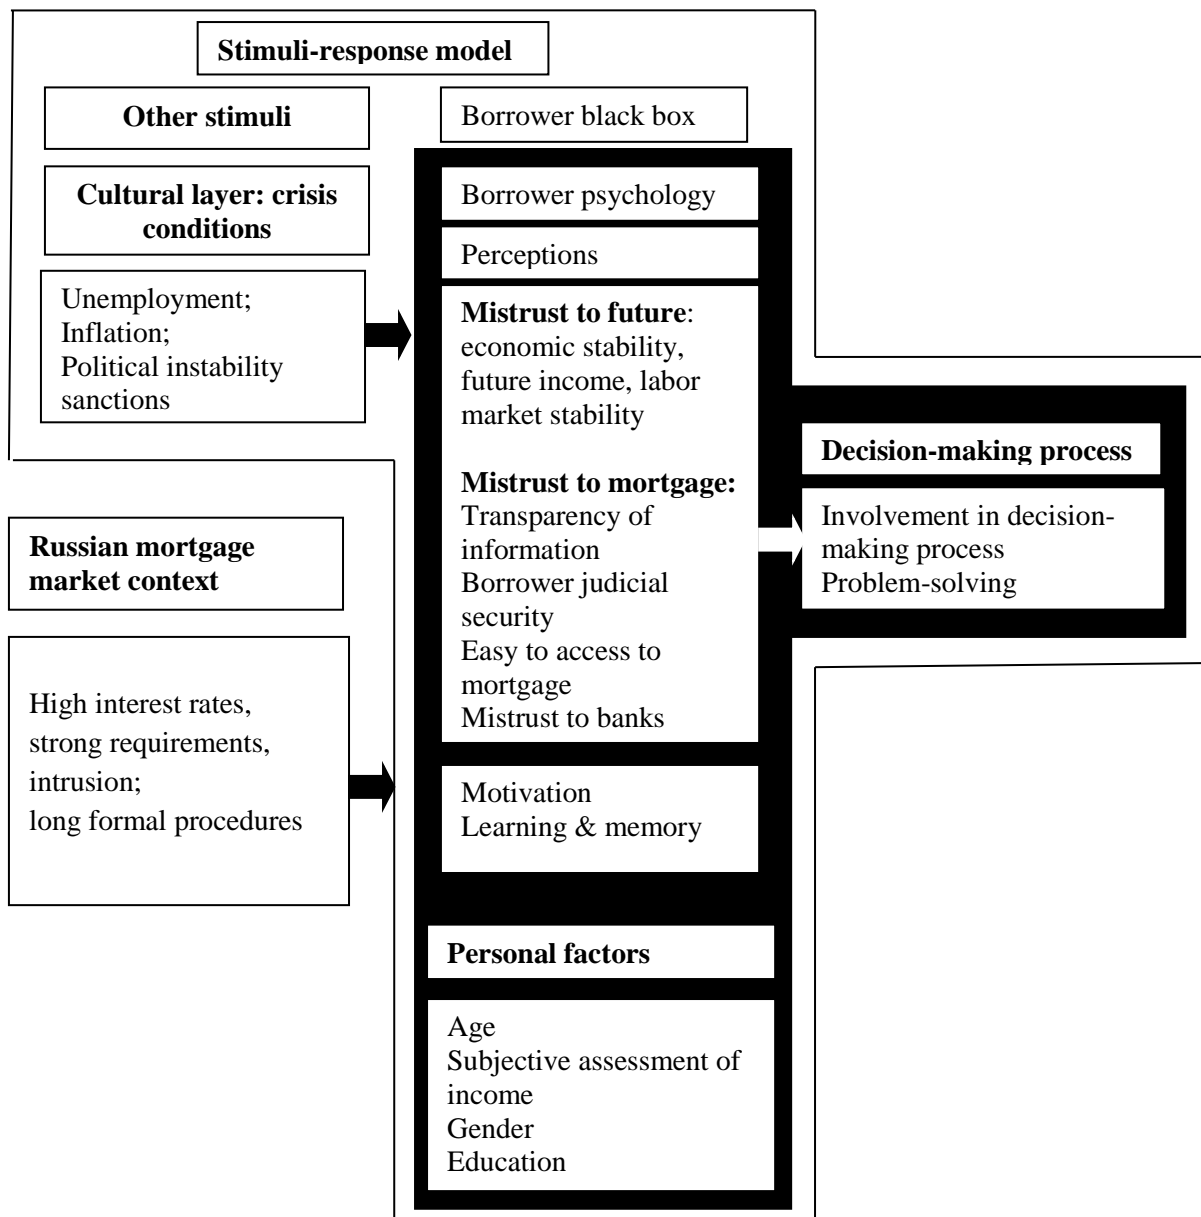 Stimuli-response model
Other stimuli
Cultural layer: crisis
conditions
Unemployment;
Inflation;
Political instability
sanctions
Russian mortgage
market context
High interest rates,
strong requirements,
intrusion;
long formal procedures
Borrower black box
Borrower psychology
Perceptions
Mistrust to future:
economic stability,
future income, labor
market stability
Mistrust to mortgage:
Transparency of
information
Borrower judicial
security
Easy to access to
mortgage
Mistrust to banks
Motivation
Learning & memory
Personal factors
Age
Subjective assessment of
income
Gender
Education
Decision-making process
Involvement in decision-
making process
Problem-solving